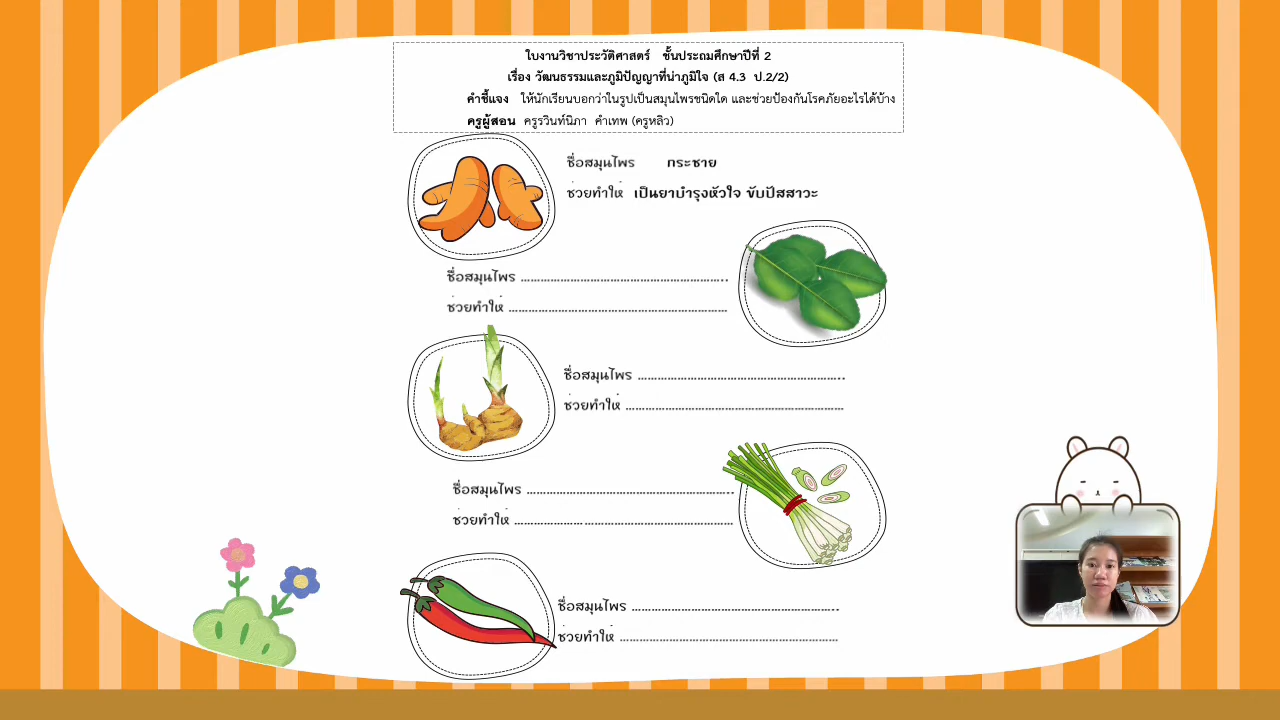 ใบงานวิชาประวัติศาสตร์ ชั้นประถมศึกษาปีที่ 2
เรื่อง วัฒนธรรมและภูมิปัญญาที่น่าภูมิใจ (ส 4.3 ป.2/2)
คำชี้แจง ให้นักเรียนบอกว่าในรูปเป็นสมุนไพรชนิดใด และช่วยป้องกันโรคภัยอะไรได้บ้าง
ครูผู้สอน ครูรวินท์นิภา คำเทพ (ครูหลิว)
ชื่อสมุนไพร กระชาย
ช่วยทำให้ เป็นยาบำรุงหัวใจ ขับปัสสาวะ
ชื่อสมุนไพร ................................................................
ช่วยทำให้ ...................................................................
ชื่อสมุนไพร ................................................................
ช่วยทำให้ ...................................................................
ชื่อสมุนไพร ................................................................
ช่วยทำให้ ...................................................................
ชื่อสมุนไพร ................................................................
ช่วยทำให้ ...................................................................